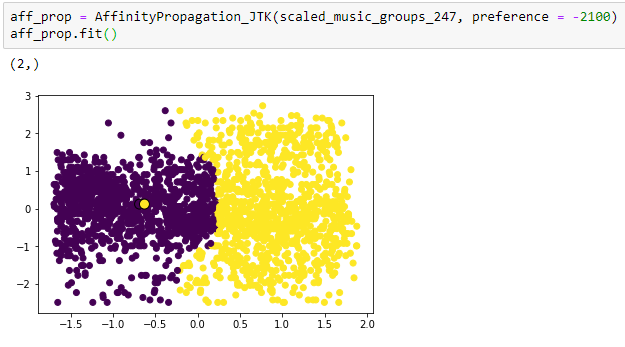 aff_prop = AffinityPropagation_JTK(scaled_music_groups_247, preference = -2100)
aff_prop.fit()
(2,)
3
2
1
0
−1
−2
−1.5 −1.0 −0.5 0.0 0.5 1.0 1.5 2.0